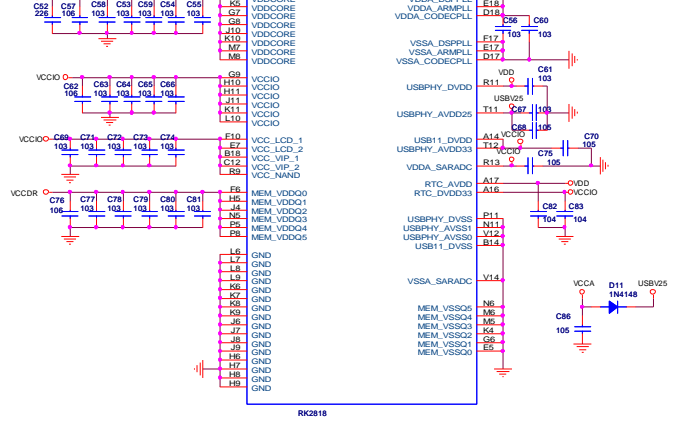 K5 VDDCORE
G7 VDDCORE
G8 VDDCORE
J10 VDDCORE
K10 VDDCORE
M7 VDDCORE
M8 VDDCORE
C52 226
C57 106
C58 103
C53 103
C59 103
C54 103
C55 103
VCCIO
C62 106
C63 103
C64 103
C65 103
C66 103
G9 VCCIO
H10 VCCIO
H11 VCCIO
J11 VCCIO
K11 VCCIO
L10 VCCIO
VCCIO
C69 103
C71 103
C72 103
C73 103
C74 103
F10 VCC_LCD_1
E7 VCC_LCD_2
B18 VCC_VIP_1
C12 VCC_VIP_2
R9 VCC_NAND
VCCDR
C76 106
C77 103
C78 103
C79 103
C80 103
C81 103
F6 MEM_VDDQ0
H5 MEM_VDDQ1
J4 MEM_VDDQ2
N5 MEM_VDDQ3
P5 MEM_VDDQ4
P8 MEM_VDDQ5
L6 GND
L7 GND
L8 GND
L9 GND
K6 GND
K7 GND
K8 GND
K9 GND
J6 GND
J7 GND
J8 GND
J9 GND
H6 GND
H7 GND
H8 GND
H9 GND
VDDA_ARMPLL E18
VDDA_CODECPLL D18
C56 103
C60 103
VSSA_DSPPLL F17
VSSA_ARMPLL E17
VSSA_CODECPLL D17
USBPHY_DVDD R11
VDD
C61 103
USBPHY_AVDD25 T11
USBV25
C67 103
C68 105
USB11_DVDD A14
USBPHY_AVDD33 T12
VCCIO
C70 105
VDDA_SARADC R13
VCCIO
C75 105
RTC_AVDD A17 VDD
RTC_DVDD33 A16 VCCIO
C82 104
C83 104
USBPHY_DVSS P11
USBPHY_AVSS1 N11
USBPHY_AVSS0 V12
USB11_DVSS B14
VSSA_SARADC V14
MEM_VSSQ5 N6
MEM_VSSQ4 M6
MEM_VSSQ3 M5
MEM_VSSQ2 K4
MEM_VSSQ1 G6
MEM_VSSQ0 E5
VCCA
D11
1N4148
USBV25
C86
105
RK2818